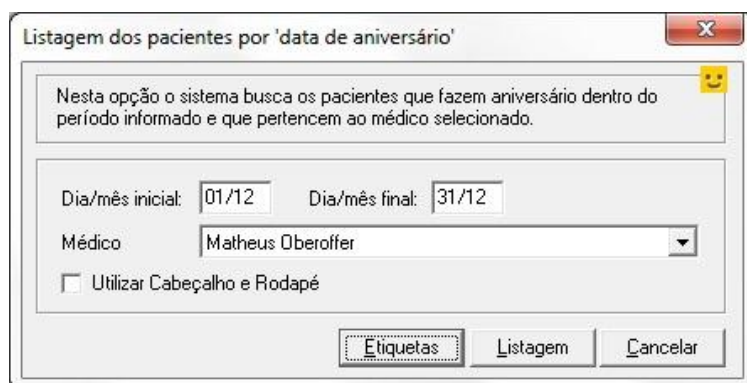 Listagem dos pacientes por 'data de aniversário'
Nesta opção o sistema busca os pacientes que fazem aniversário dentro do
período informado e que pertencem ao médico selecionado.
Dia/mês inicial: 01/12 Dia/mês final: 31/12
Médico Matheus Oberoffer
Utilizar Cabeçalho e Rodapé
Etiquetas Listagem Cancelar